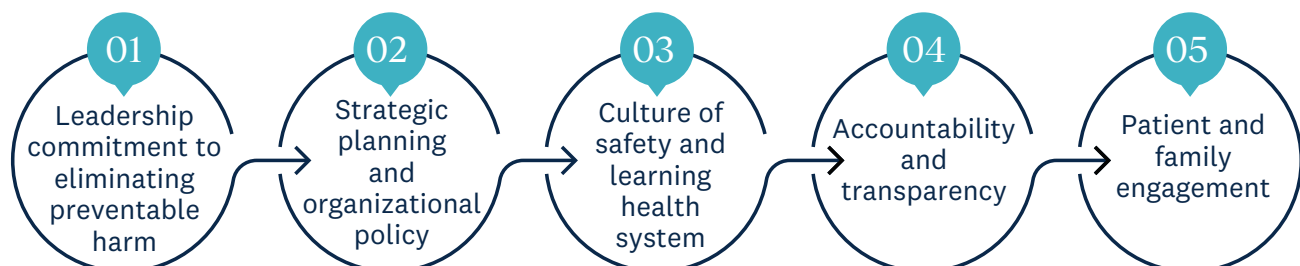 01
Leadership
commitment to
eliminating
preventable
harm
02
Strategic
planning
and
organizational
policy
03
Culture of
safety and
learning
health
system
04
Accountability
and
transparency
05
Patient and
family
engagement